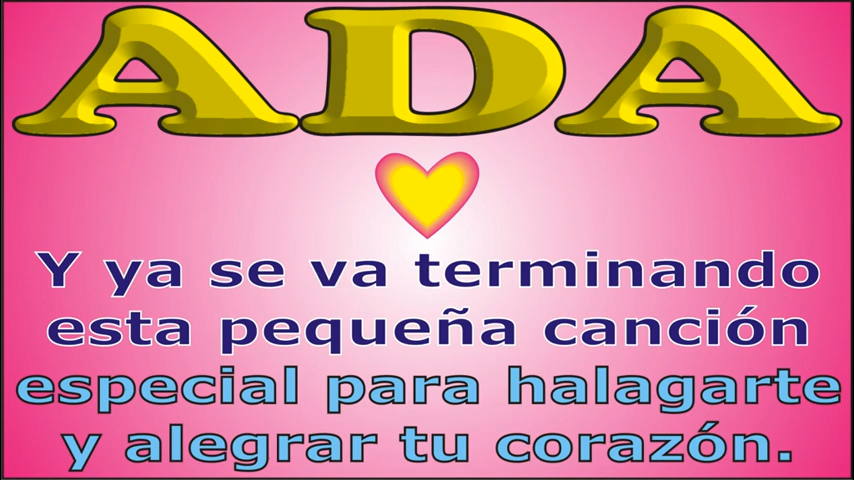 ADA
Y ya se va terminando
esta pequeña canción
especial para halagarte
y alegrar tu corazón.